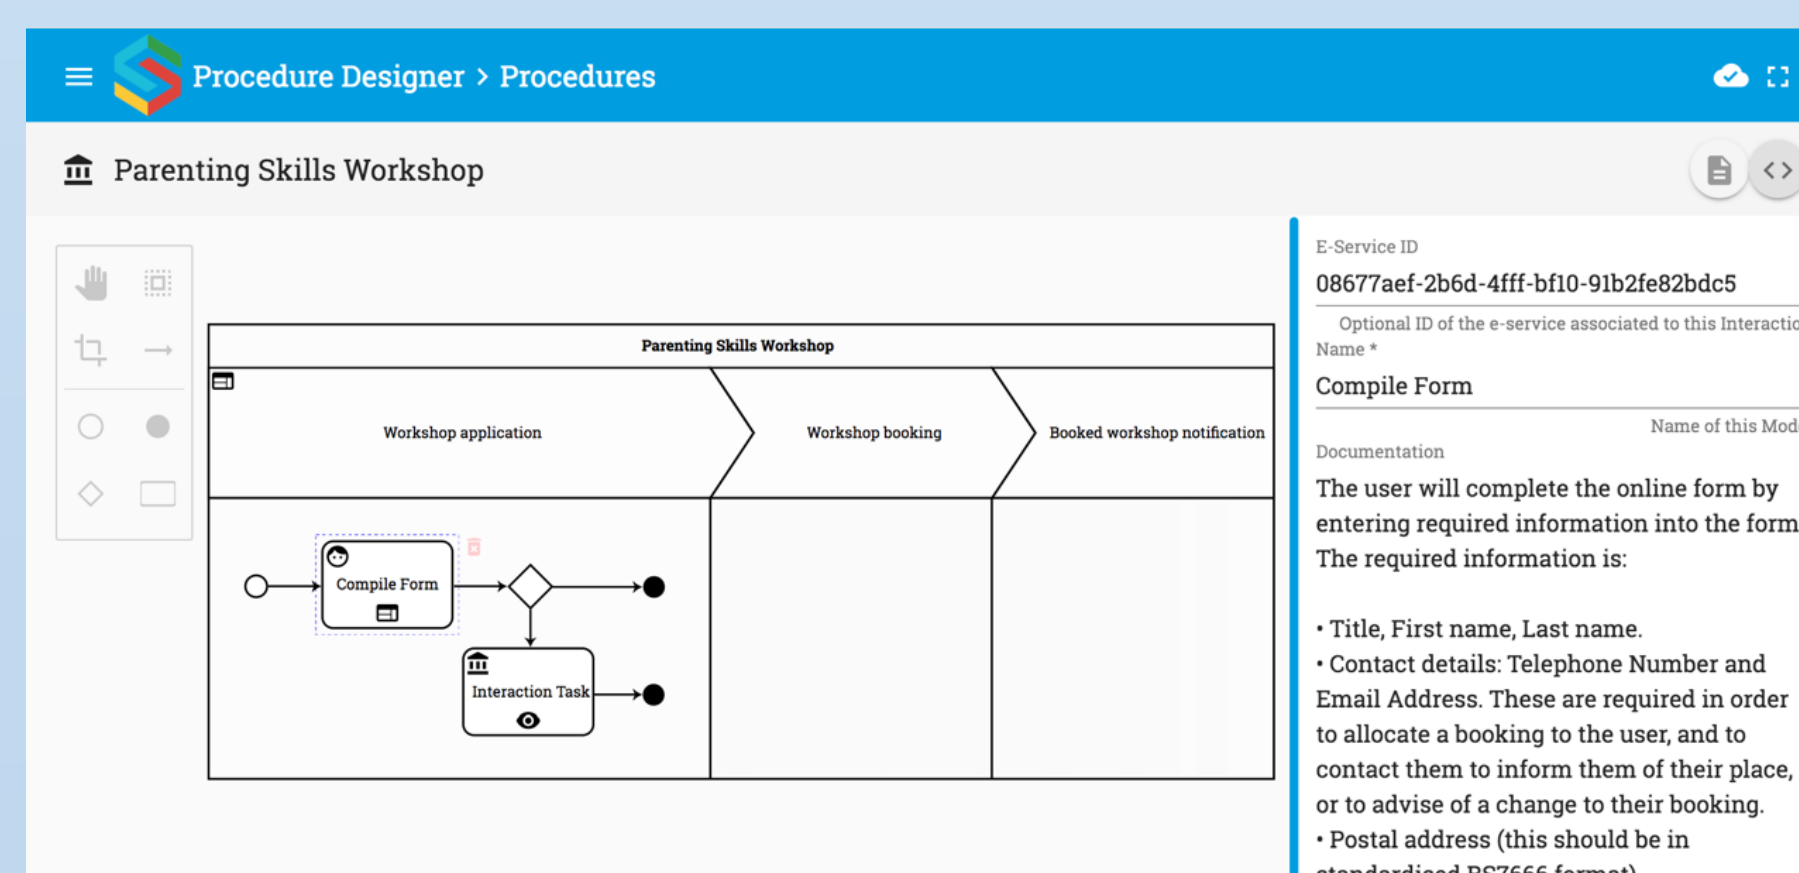 Procedure Designer > Procedures
Parenting Skills Workshop
Parenting Skills Workshop
Workshop application
Workshop booking
Booked workshop notification
Compile Form
Interaction Task
E-Service ID
08677aef-2b6d-4fff-bf10-91b2fe82bdc5
Optional ID of the e-service associated to this Interactio
Name *
Compile Form
Name of this Mod
Documentation
The user will complete the online form by
entering required information into the form
The required information is:
• Title, First name, Last name.
• Contact details: Telephone Number and
Email Address. These are required in order
to allocate a booking to the user, and to
contact them to inform them of their place,
or to advise of a change to their booking.
• Postal address (this should be in
standardised BS7666 format)